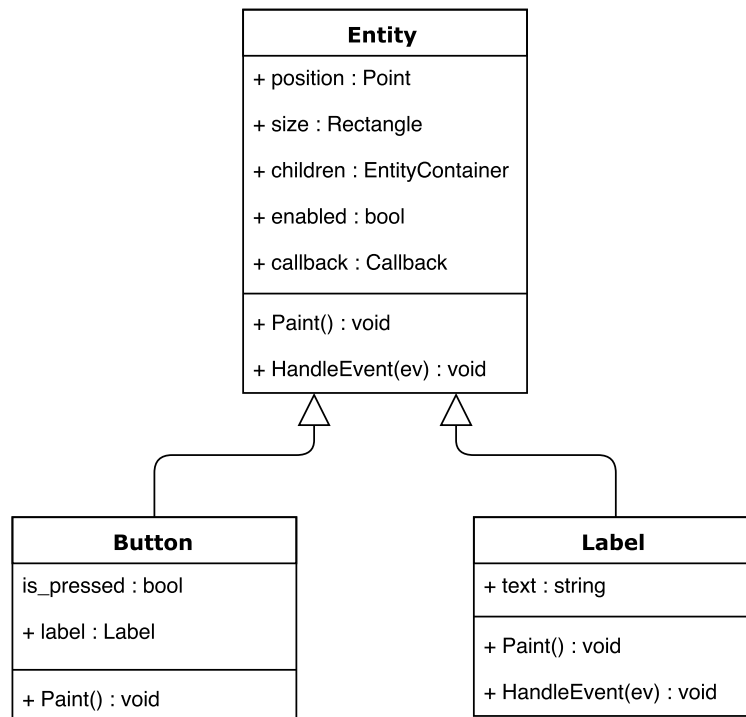 Entity
+ position : Point
+ size : Rectangle
+ children : EntityContainer
+ enabled : bool
+ callback : Callback
+ Paint() : void
+ HandleEvent(ev) : void
Button
is_pressed : bool
+ label : Label
+ Paint() : void
Label
+ text : string
+ Paint() : void
+ HandleEvent(ev) : void